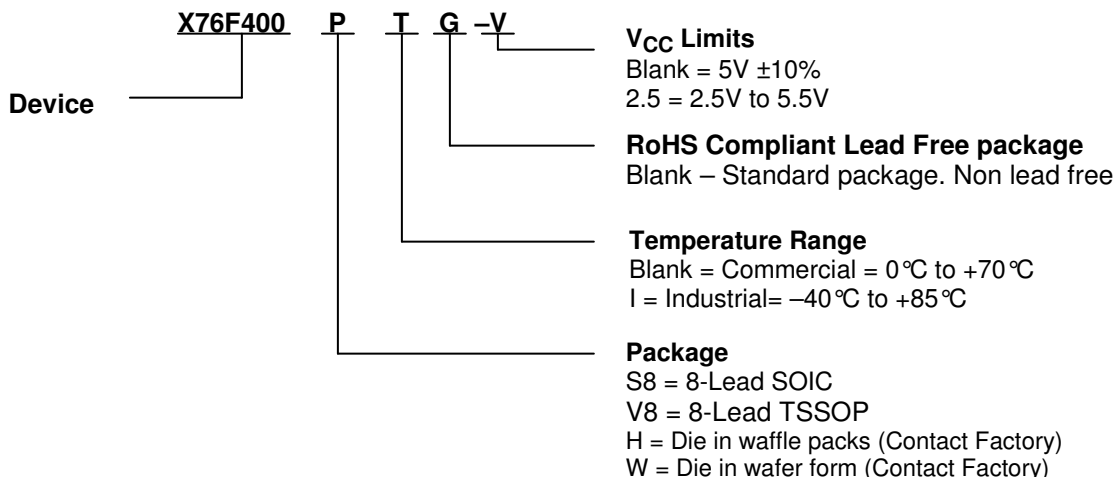 X76F400 P T G –V
Device
VCC Limits
Blank = 5V ±10%
2.5 = 2.5V to 5.5V
RoHS Compliant Lead Free package
Blank – Standard package. Non lead free
Temperature Range
Blank = Commercial = 0°C to +70°C
I = Industrial= –40°C to +85°C
Package
S8 = 8-Lead SOIC
V8 = 8-Lead TSSOP
H = Die in waffle packs (Contact Factory)
W = Die in wafer form (Contact Factory)